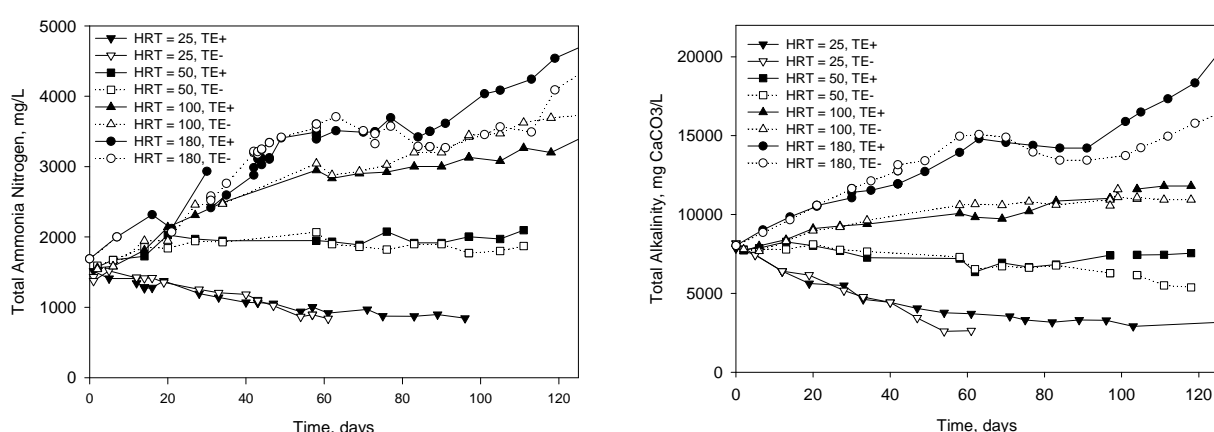 Total Ammonia Nitrogen, mg/L
5000
4000
3000
2000
1000
0
HRT = 25, TE+
HRT = 25, TE-
HRT = 50, TE+
HRT = 50, TE-
HRT = 100, TE+
HRT = 100, TE-
HRT = 180, TE+
HRT = 180, TE-
0 20 40 60 80 100 120
Time, days
Total Alkalinity, mg CaCO3/L
20000
15000
10000
5000
0
HRT = 25, TE+
HRT = 25, TE-
HRT = 50, TE+
HRT = 50, TE-
HRT = 100, TE+
HRT = 100, TE-
HRT = 180, TE+
HRT = 180, TE-
0 20 40 60 80 100 120
Time, days